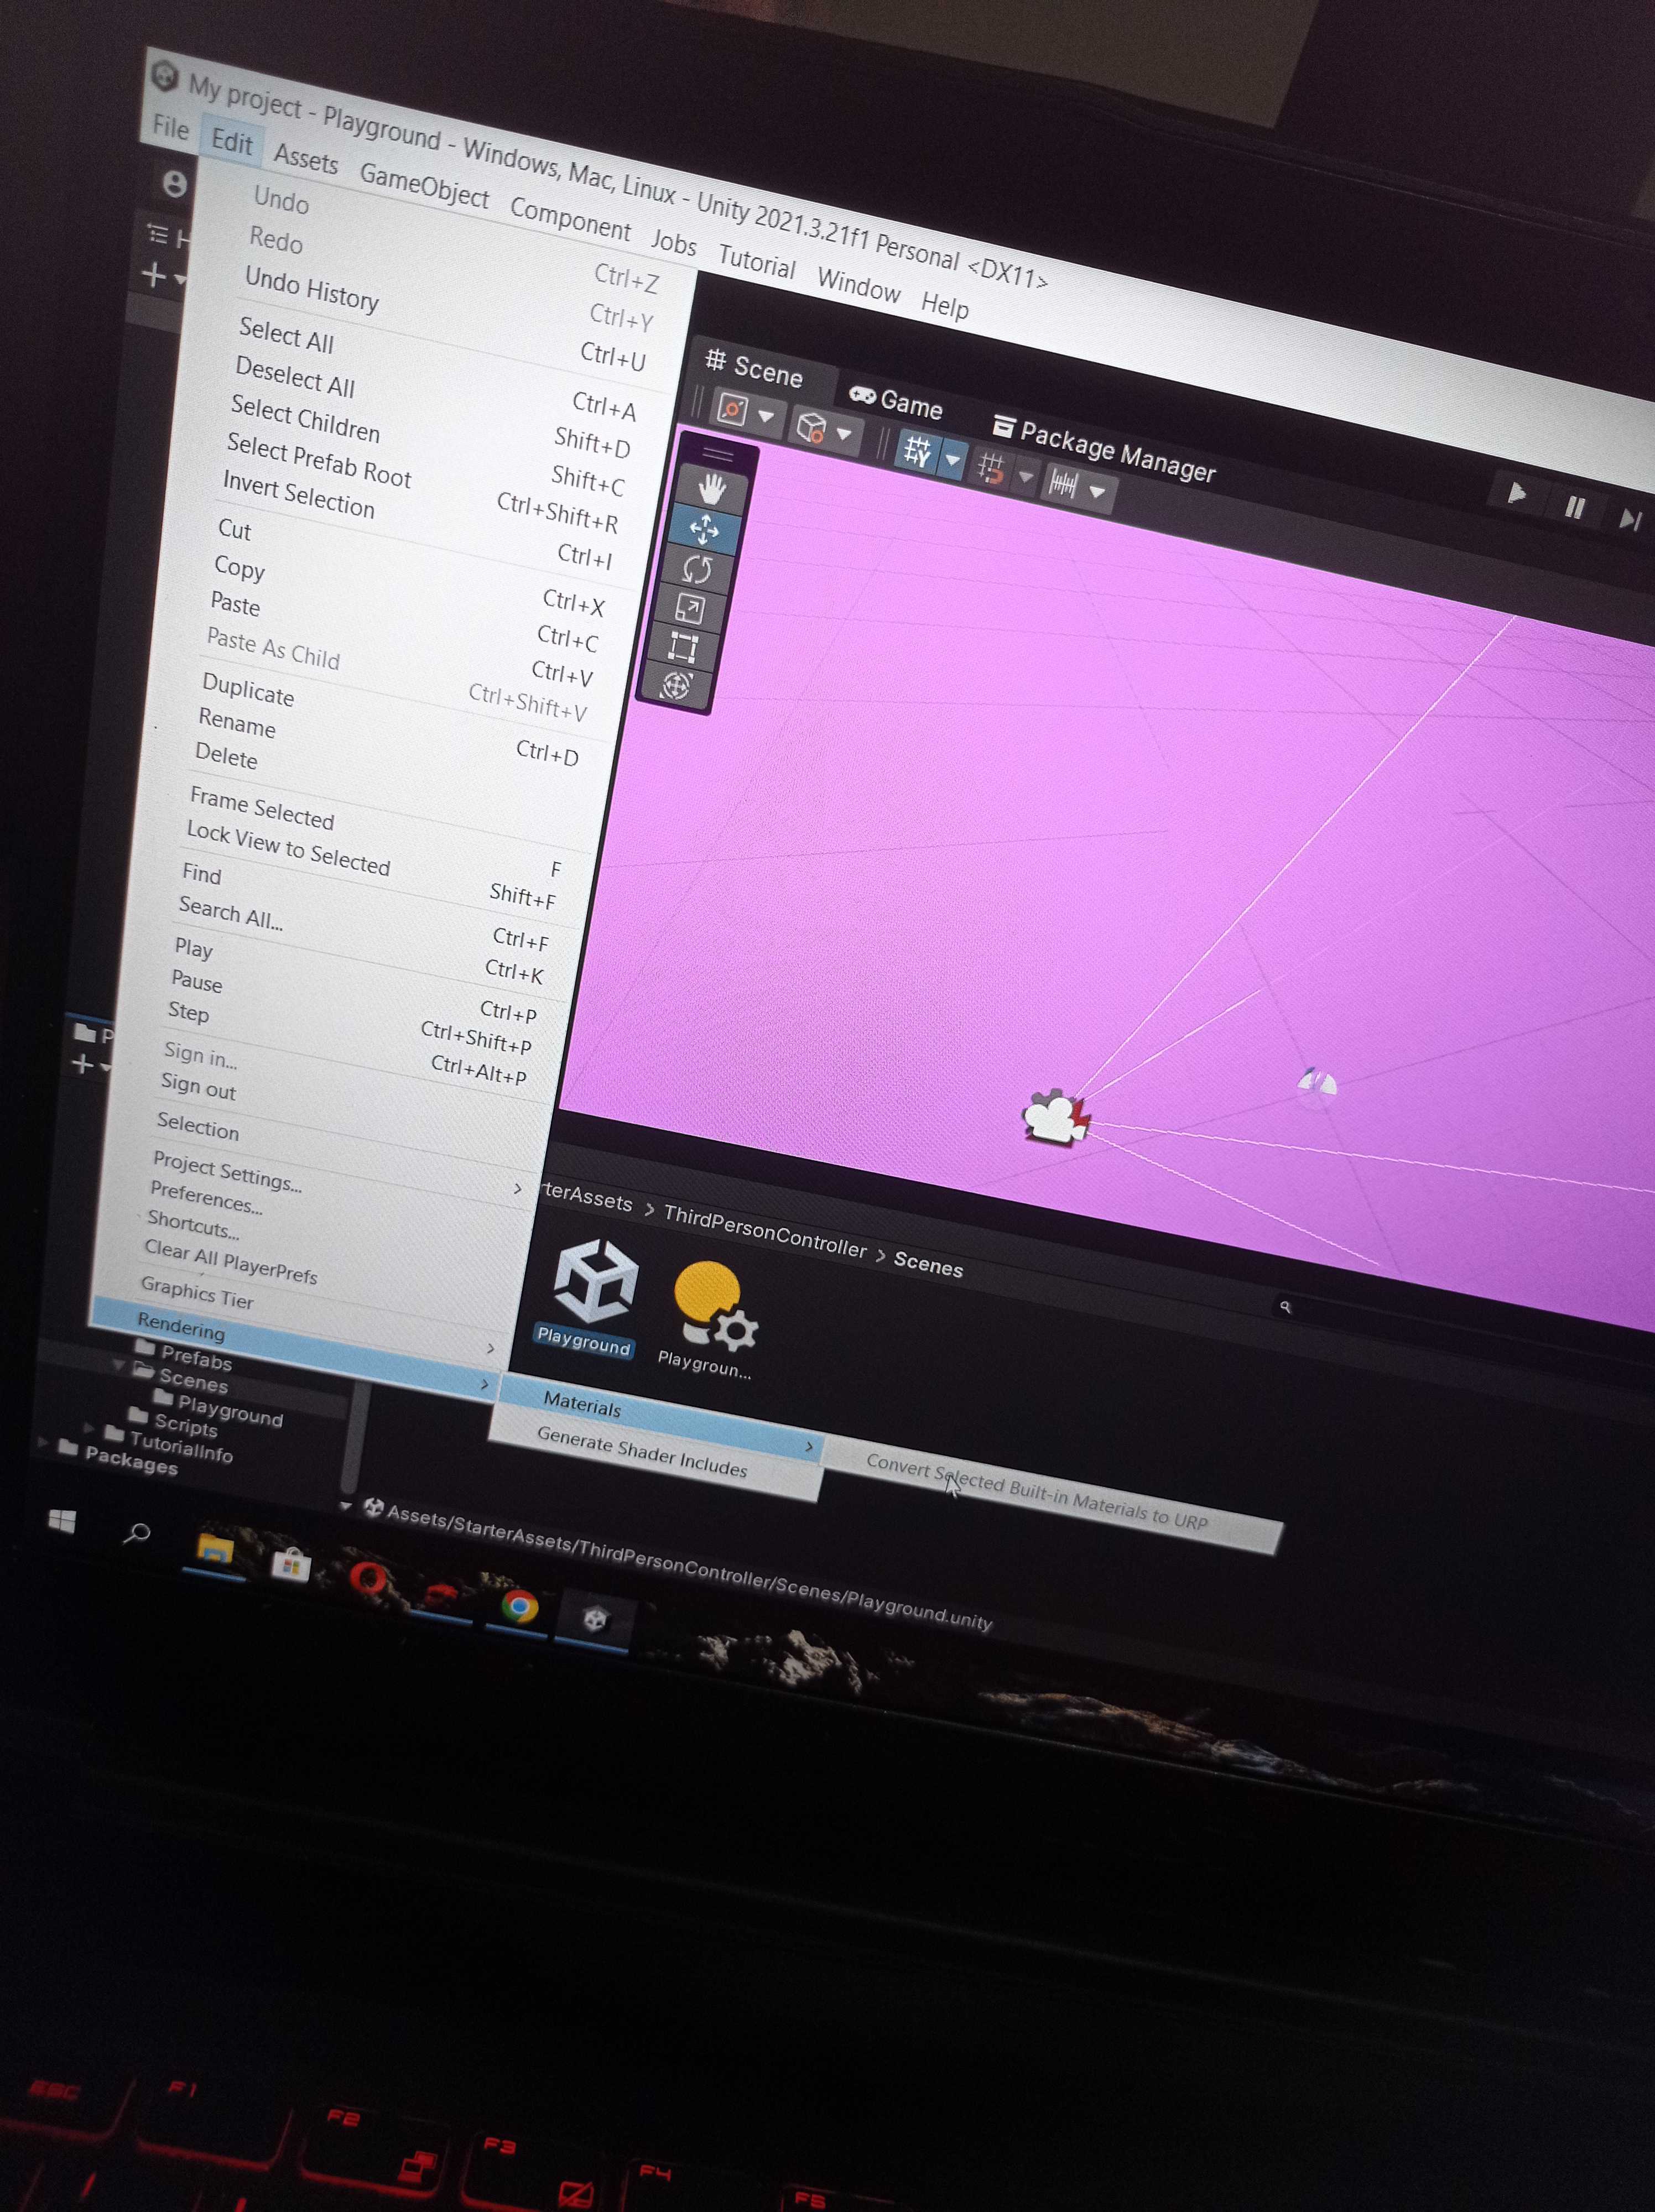 My project - Playground - Windows, Mac, Linux - Unity 2021.3.21f1 Personal <DX11>
File Edit Assets GameObject Component Jobs Tutorial Window Help
Undo Ctrl+Z
Redo Ctrl+Y
Undo History Ctrl+U
Select All Ctrl+A
Deselect All Shift+D
Select Children Shift+C
Select Prefab Root Ctrl+Shift+R
Invert Selection Ctrl+I
Cut Ctrl+X
Copy Ctrl+C
Paste Ctrl+V
Paste As Child Ctrl+Shift+V
Duplicate Ctrl+D
Rename
Delete
Frame Selected F
Lock View to Selected Shift+F
Find Ctrl+F
Search All... Ctrl+K
Play Ctrl+P
Pause Ctrl+Shift+P
Step Ctrl+Alt+P
Sign in...
Sign out
Selection >
Project Settings...
Preferences...
Shortcuts...
Clear All PlayerPrefs
Graphics Tier >
Rendering >
Materials >
Generate Shader Includes
Convert Selected Built-in Materials to URP
H
Scene Game Package Manager
Y
P
rterAssets > ThirdPersonController > Scenes
Playground
Playgroun...
Prefabs
Scenes
Playground
Scripts
TutorialInfo
Packages
Assets/StarterAssets/ThirdPersonController/Scenes/Playground.unity
ESC F1 F2 F3 F4 F5